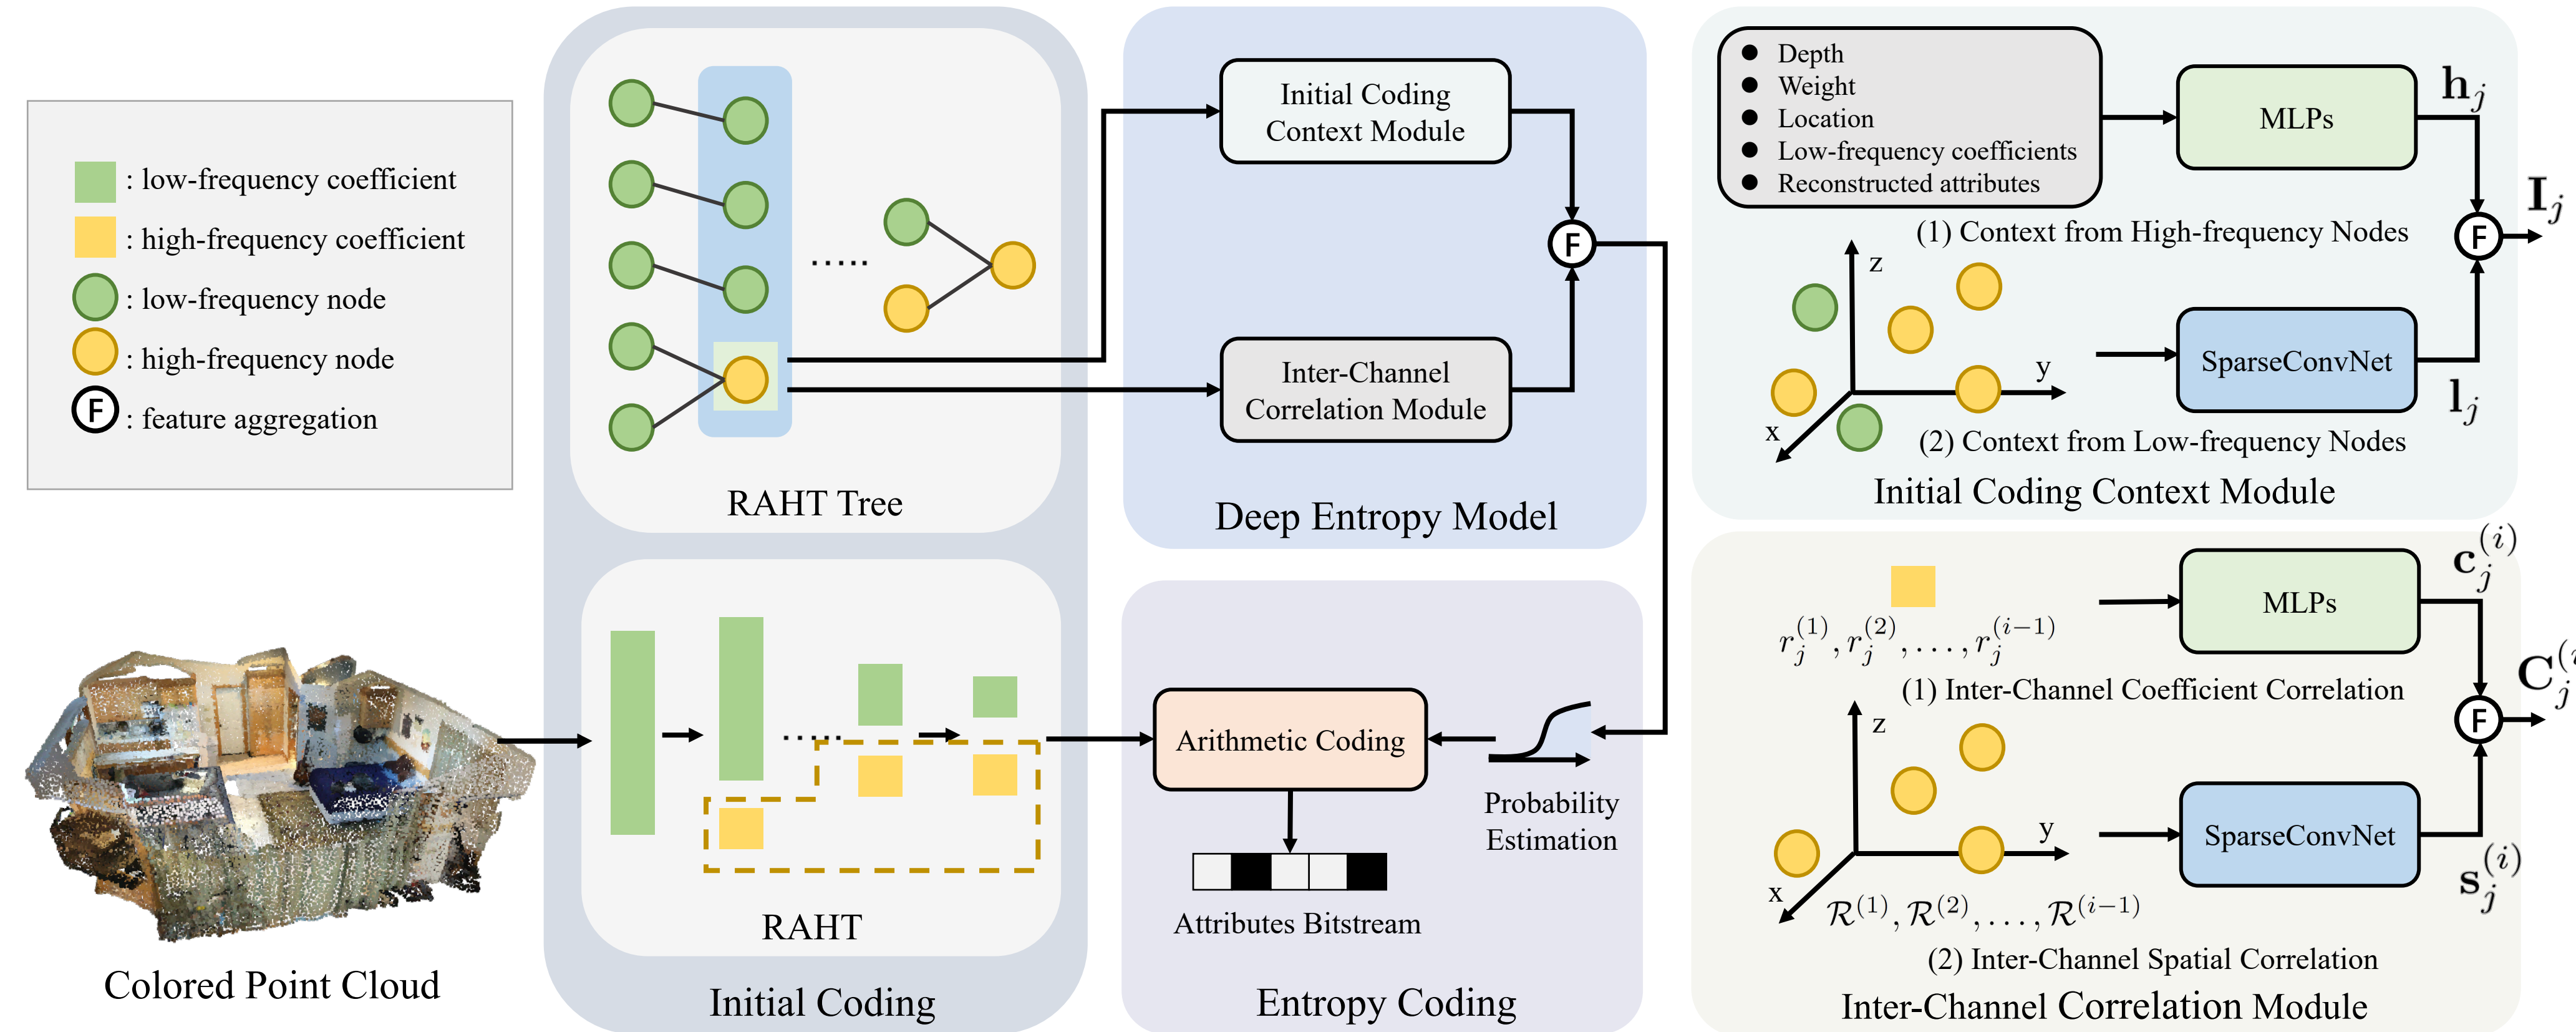 : low-frequency coefficient
: high-frequency coefficient
: low-frequency node
: high-frequency node
F
: feature aggregation
Colored Point Cloud
......
RAHT Tree
......
RAHT
Initial Coding
Initial Coding
Context Module
F
Inter-Channel
Correlation Module
Deep Entropy Model
Arithmetic Coding
Probability
Estimation
Attributes Bitstream
Entropy Coding
● Depth
● Weight
● Location
● Low-frequency coefficients
● Reconstructed attributes
MLPs
h_j
(1) Context from High-frequency Nodes
F
I_j
z
y
x
SparseConvNet
l_j
(2) Context from Low-frequency Nodes
Initial Coding Context Module
r_j^{(1)}, r_j^{(2)}, ..., r_j^{(i-1)}
MLPs
c_j^{(i)}
(1) Inter-Channel Coefficient Correlation
F
C_j^{(i
z
y
x
SparseConvNet
s_j^{(i)}
R^{(1)}, R^{(2)}, ..., R^{(i-1)}
(2) Inter-Channel Spatial Correlation
Inter-Channel Correlation Module